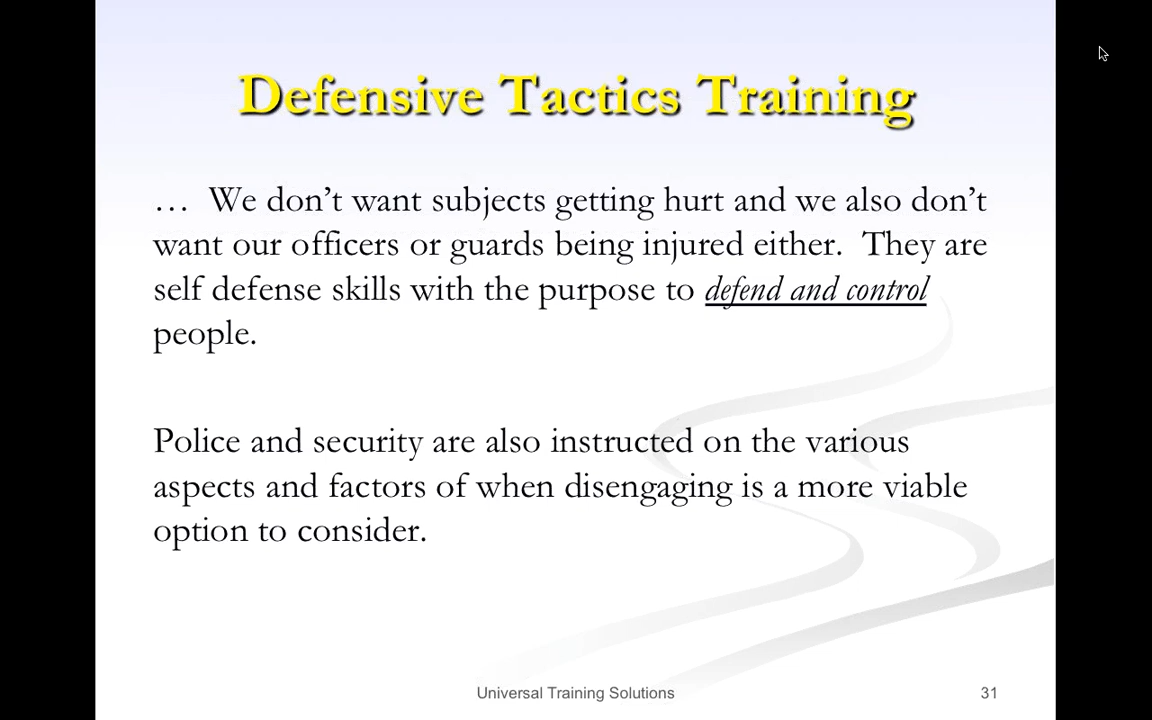 Defensive Tactics Training
…  We don’t want subjects getting hurt and we also don’t
want our officers or guards being injured either.  They are
self defense skills with the purpose to defend and control
people.
Police and security are also instructed on the various
aspects and factors of when disengaging is a more viable
option to consider.
Universal Training Solutions
31